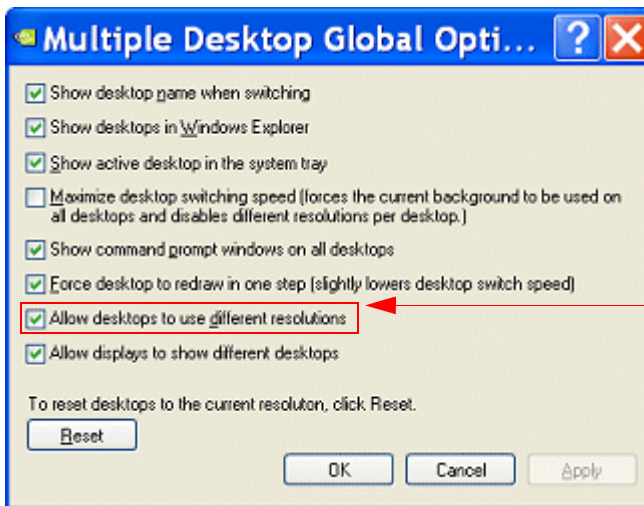 Multiple Desktop Global Opti...
Show desktop name when switching
Show desktops in Windows Explorer
Show active desktop in the system tray
Maximize desktop switching speed (forces the current background to be used on
all desktops and disables different resolutions per desktop.)
Show command prompt windows on all desktops
Force desktop to redraw in one step (slightly lowers desktop switch speed)
Allow desktops to use different resolutions
Allow displays to show different desktops
To reset desktops to the current resoluton, click Reset.
Reset
OK Cancel Apply